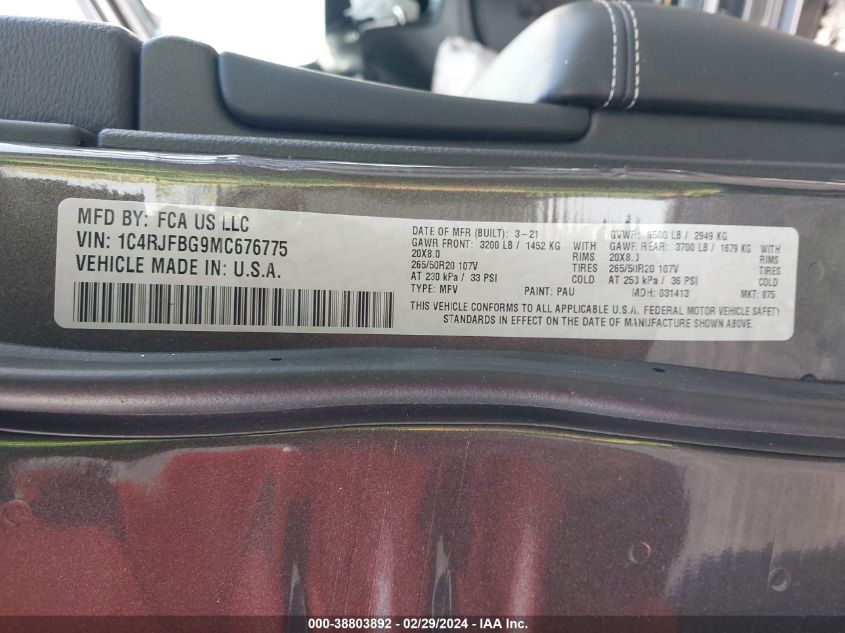 MFD BY: FCA US LLC
VIN: 1C4RJFBG9MC676775
VEHICLE MADE IN: U.S.A.
DATE OF MFR (BUILT): 3-21 GVWR: 6500 LB / 2949 KG
GAWR FRONT: 3200 LB / 1452 KG WITH GAWR REAR: 3700 LB / 1679 KG WITH
20X8.0 RIMS 20X8.0 RIMS
265/50R20 107V TIRES 265/50R20 107V TIRES
AT 230 kPa / 33 PSI COLD AT 250 kPa / 36 PSI COLD
TYPE: MPV PAINT: PAU MDH: 031413 MKT: 875
THIS VEHICLE CONFORMS TO ALL APPLICABLE U.S.A. FEDERAL MOTOR VEHICLE SAFETY
STANDARDS IN EFFECT ON THE DATE OF MANUFACTURE SHOWN ABOVE.
000-38803892 - 02/29/2024 - IAA Inc.